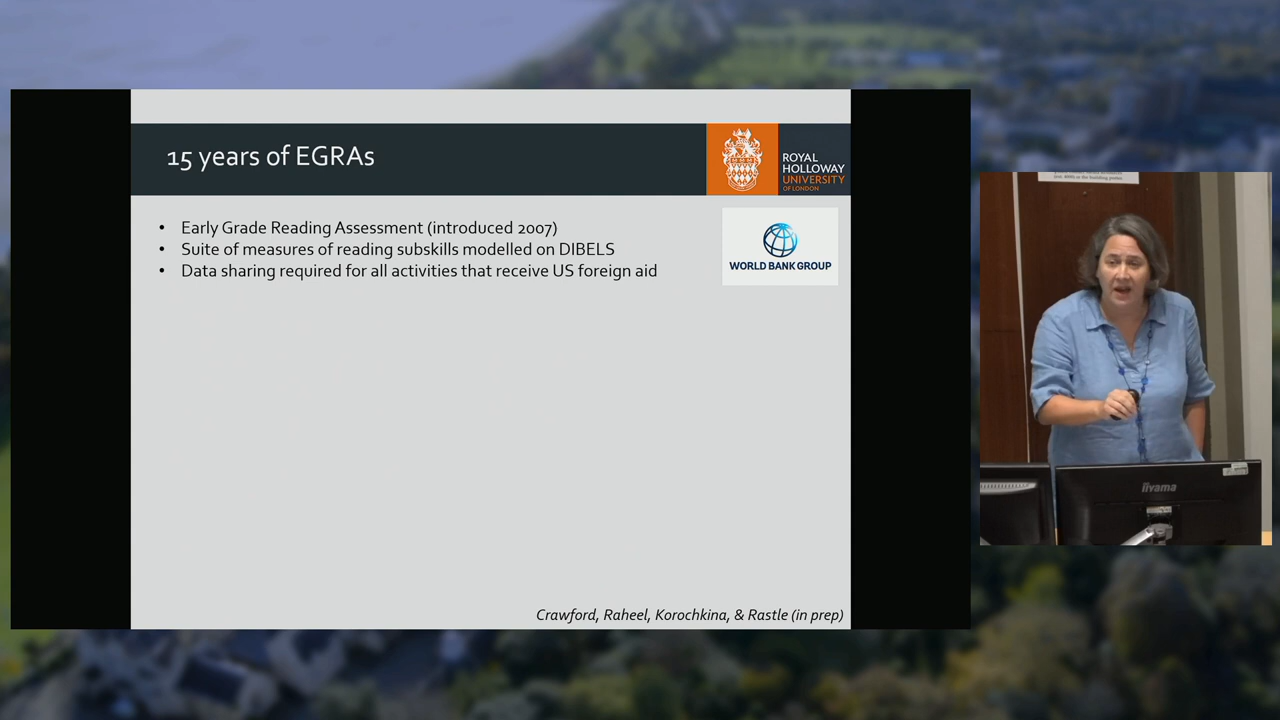 15 years of EGRAs
ROYAL
HOLLOWAY
UNIVERSITY
OF LONDON
• Early Grade Reading Assessment (introduced 2007)
• Suite of measures of reading subskills modelled on DIBELS
• Data sharing required for all activities that receive US foreign aid
WORLD BANK GROUP
Crawford, Raheel, Korochkina, & Rastle (in prep)
iiyama